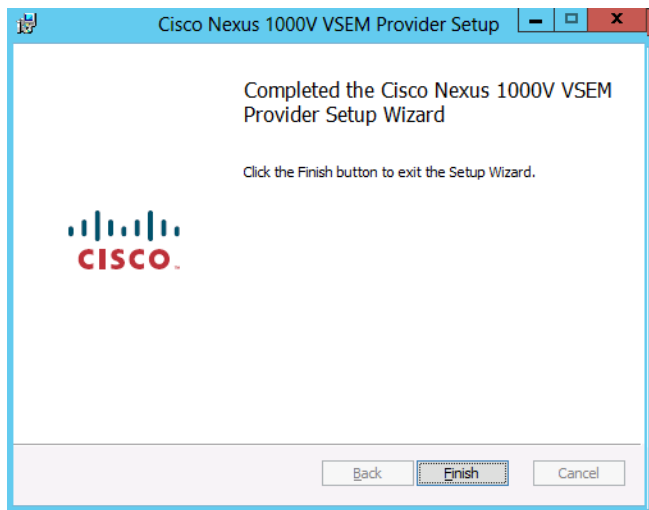 Cisco Nexus 1000V VSEM Provider Setup
Completed the Cisco Nexus 1000V VSEM
Provider Setup Wizard
Click the Finish button to exit the Setup Wizard.
CISCO
Back Finish Cancel